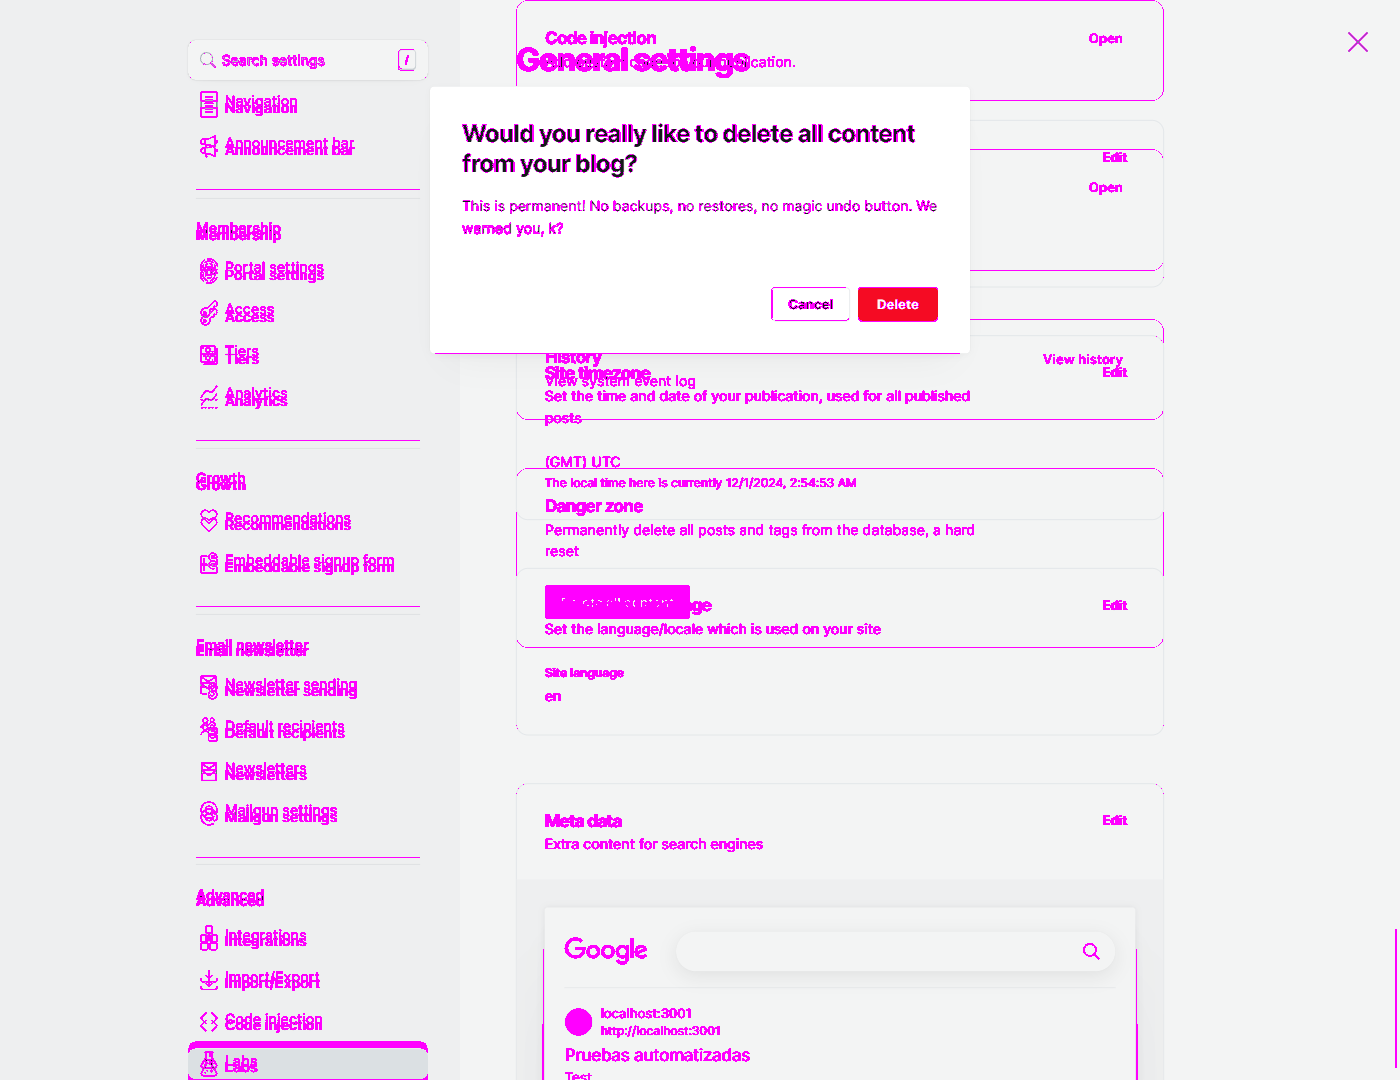 Search settings
/
Navigation
Announcement bar
Membership
Portal settings
Access
Tiers
Analytics
Growth
Recommendations
Embeddable signup form
Email newsletter
Newsletter sending
Default recipients
Newsletters
Mailgun settings
Advanced
Integrations
Import/Export
Code injection
Labs
Code injection
Open
General settings
Edit
Open
Would you really like to delete all content
from your blog?
This is permanent! No backups, no restores, no magic undo button. We
warned you, k?
Cancel
Delete
History
View history
Site timezone
Edit
View system event log
Set the time and date of your publication, used for all published
posts
(GMT) UTC
The local time here is currently 12/1/2024, 2:54:53 AM
Danger zone
Permanently delete all posts and tags from the database, a hard
reset
Edit
Set the language/locale which is used on your site
Site language
en
Meta data
Edit
Extra content for search engines
Google
localhost:3001
http://localhost:3001
Pruebas automatizadas
Test